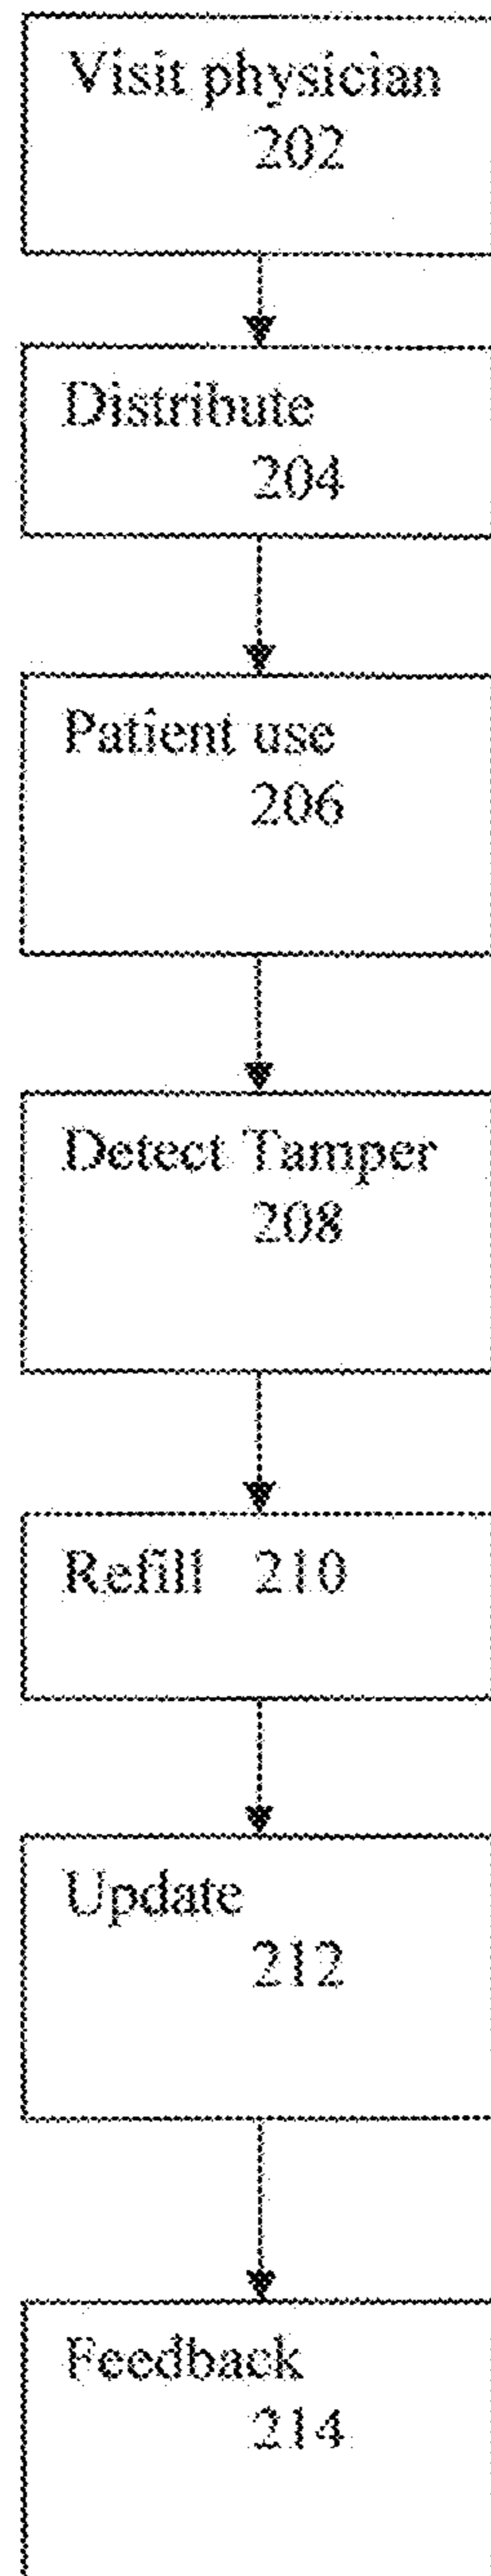 Visit physician
202
Distribute
204
Patient use
206
Detect Tamper
208
Refill 210
Update
212
Feedback
214